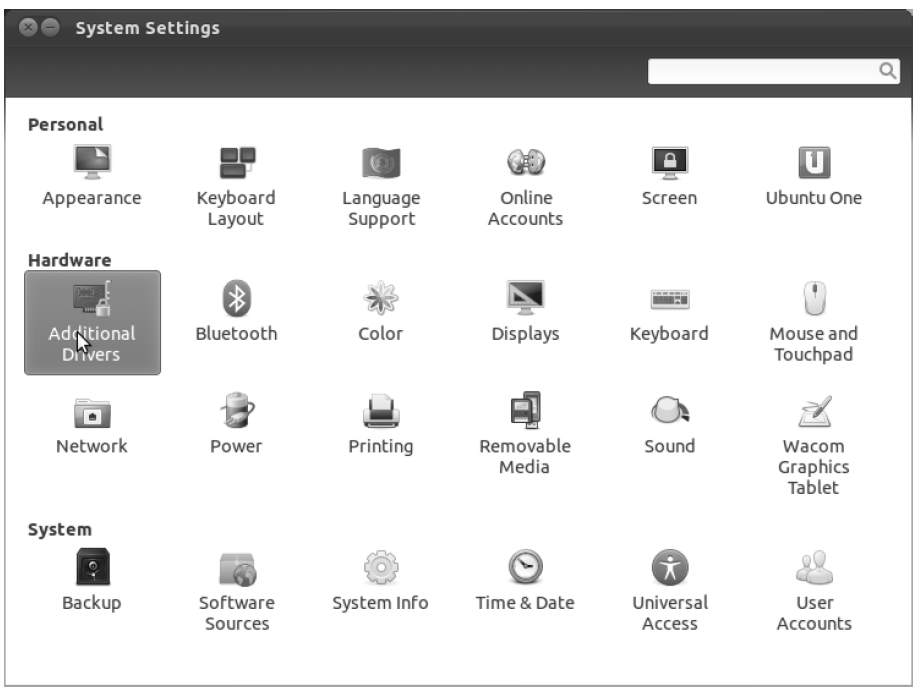 System Settings
Personal
Appearance
Keyboard
Layout
Language
Support
Online
Accounts
Screen
Ubuntu One
Hardware
Additional
Drivers
Bluetooth
Color
Displays
Keyboard
Mouse and
Touchpad
Network
Power
Printing
Removable
Media
Sound
Wacom
Graphics
Tablet
System
Backup
Software
Sources
System Info
Time & Date
Universal
Access
User
Accounts